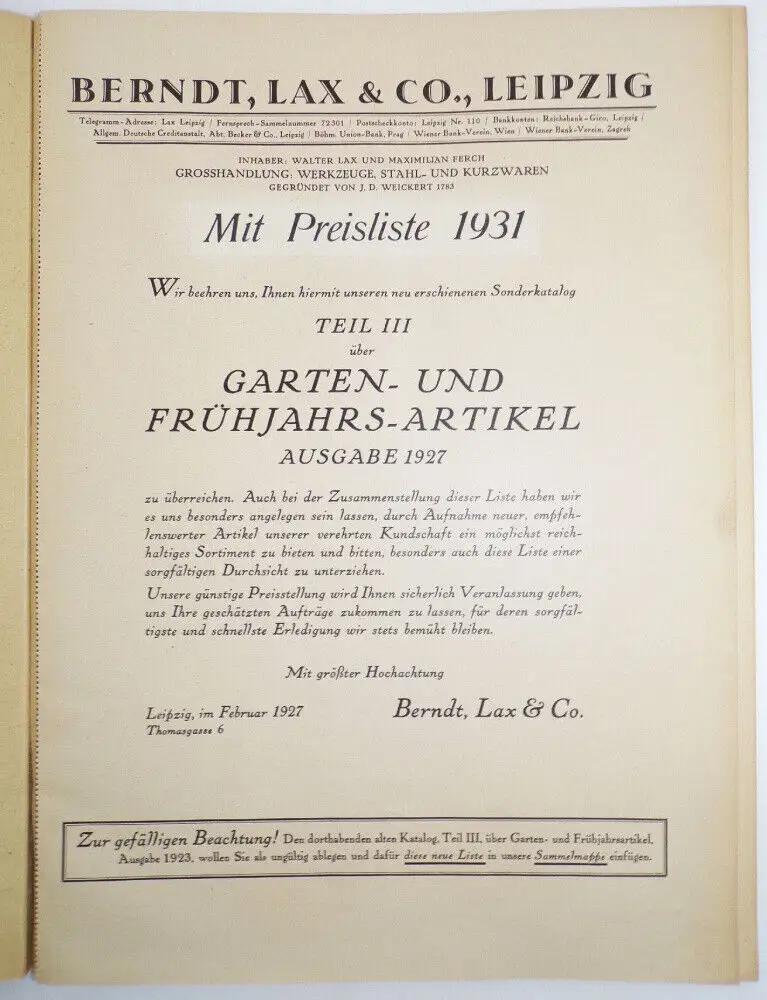 BERNDT, LAX & CO., LEIPZIG
Telegramm-Adresse: Lax Leipzig / Fernsprech-Sammelnummer 72301 / Postscheckkonto: Leipzig Nr. 110 / Bankkonten: Reichsbank-Giro, Leipzig /
Allgem. Deutsche Creditanstalt, Abt. Becker & Co., Leipzig / Böhm. Union-Bank, Prag / Wiener Bank-Verein, Wien / Wiener Bank-Verein, Zagreb
INHABER: WALTER LAX UND MAXIMILIAN FERCH
GROSSHANDLUNG: WERKZEUGE, STAHL- UND KURZWAREN
GEGRÜNDET VON J. D. WEICKERT 1783
Mit Preisliste 1931
Wir beehren uns, Ihnen hiermit unseren neu erschienenen Sonderkatalog
TEIL III
über
GARTEN- UND
FRÜHJAHRS-ARTIKEL
AUSGABE 1927
zu überreichen. Auch bei der Zusammenstellung dieser Liste haben wir
es uns besonders angelegen sein lassen, durch Aufnahme neuer, empfeh-
lenswerter Artikel unserer verehrten Kundschaft ein möglichst reich-
haltiges Sortiment zu bieten und bitten, besonders auch diese Liste einer
sorgfältigen Durchsicht zu unterziehen.
Unsere günstige Preisstellung wird Ihnen sicherlich Veranlassung geben,
uns Ihre geschätzten Aufträge zukommen zu lassen, für deren sorgfäl-
tigste und schnellste Erledigung wir stets bemüht bleiben.
Mit größter Hochachtung
Leipzig, im Februar 1927
Berndt, Lax & Co.
Thomasgasse 6
Zur gefälligen Beachtung! Den dorthabenden alten Katalog, Teil III, über Garten- und Frühjahrsartikel,
Ausgabe 1923, wollen Sie als ungültig ablegen und dafür diese neue Liste in unsere Sammelmappe einfügen.